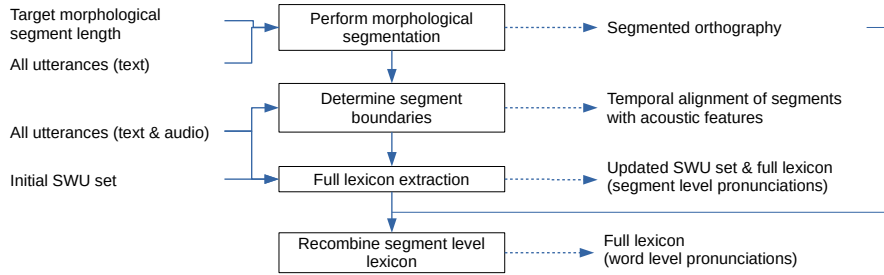 Target morphological
segment length
All utterances (text)
Perform morphological
segmentation
Segmented orthography
All utterances (text & audio)
Determine segment
boundaries
Temporal alignment of segments
with acoustic features
Initial SWU set
Full lexicon extraction
Updated SWU set & full lexicon
(segment level pronunciations)
Recombine segment level
lexicon
Full lexicon
(word level pronunciations)